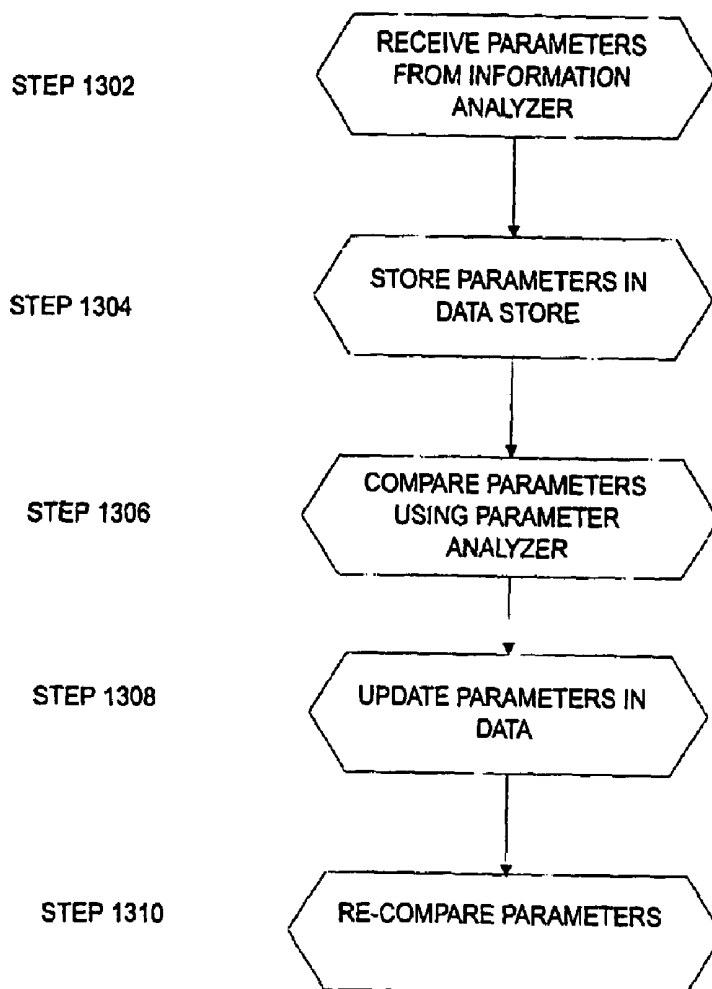 STEP 1302
RECEIVE PARAMETERS
FROM INFORMATION
ANALYZER
STEP 1304
STORE PARAMETERS IN
DATA STORE
STEP 1306
COMPARE PARAMETERS
USING PARAMETER
ANALYZER
STEP 1308
UPDATE PARAMETERS IN
DATA
STEP 1310
RE-COMPARE PARAMETERS